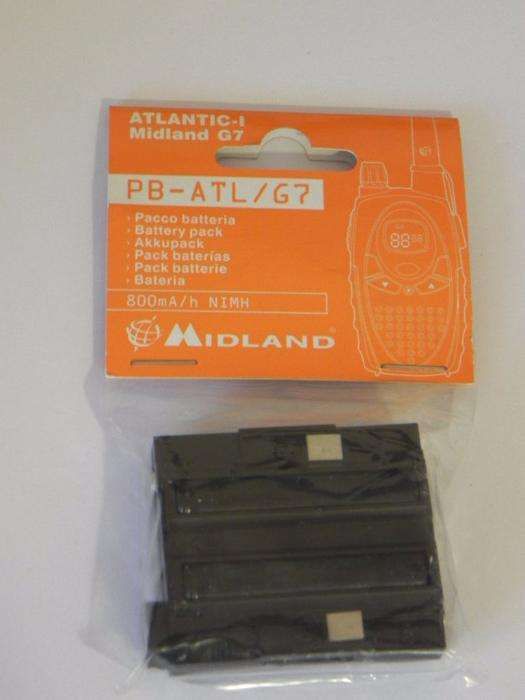 ATLANTIC-I
Midland G7
PB-ATL/G7
› Pacco batteria
› Battery pack
› Akkupack
› Pack baterías
› Pack batterie
› Bateria
800mA/h NIMH
MIDLAND®